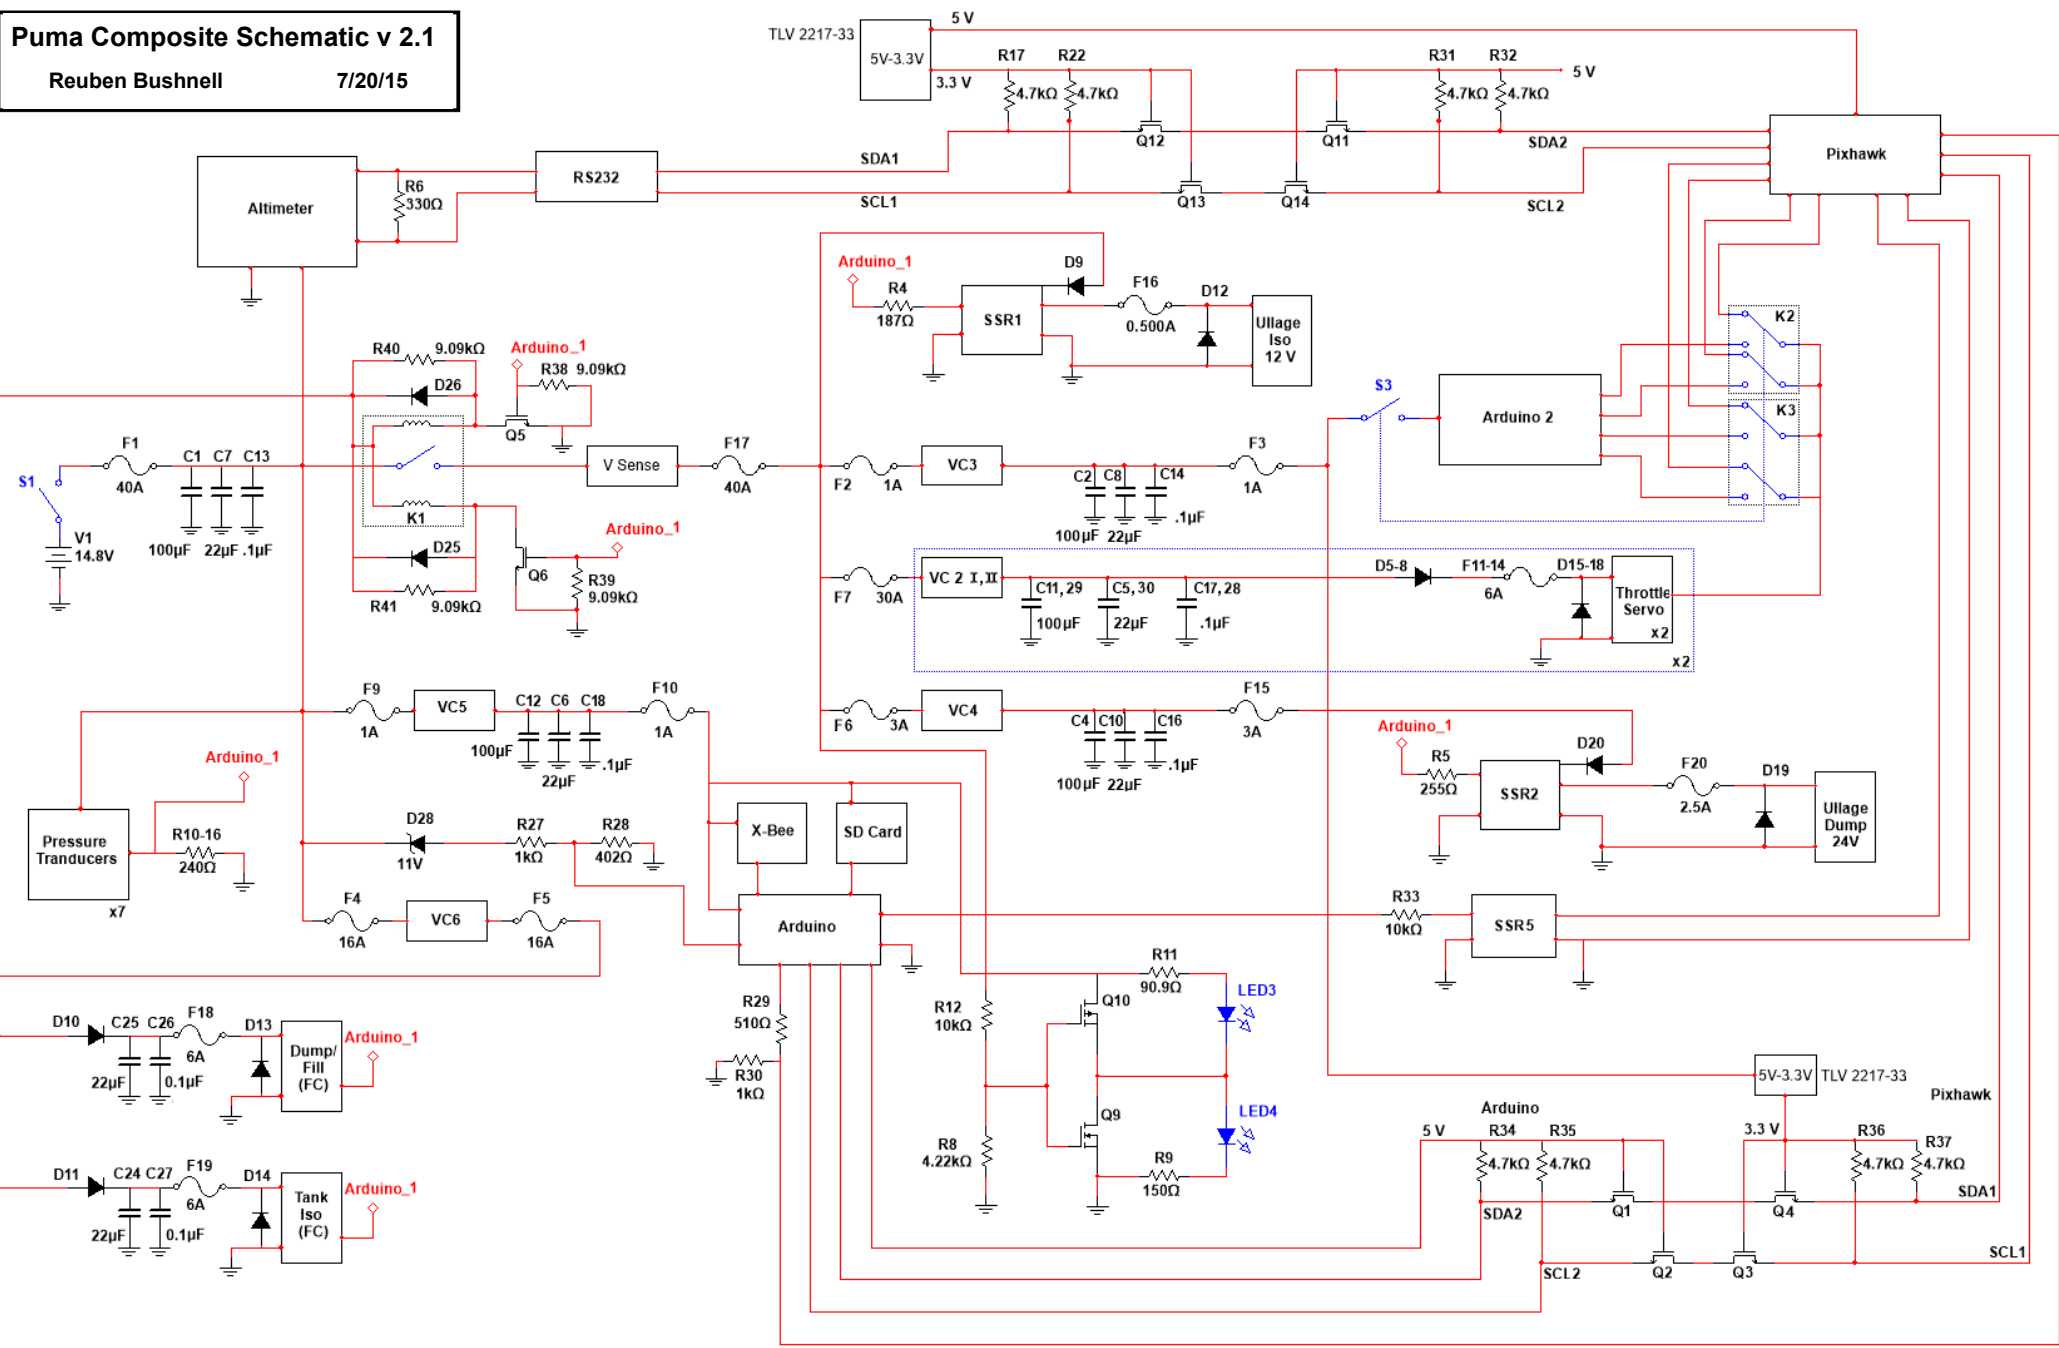 Puma Composite Schematic v 2.1
Reuben Bushnell 7/20/15
TLV 2217-33
5V-3.3V
5 V
3.3 V
R17
4.7kΩ
R22
4.7kΩ
Q12
Q11
Q13
Q14
R31
4.7kΩ
R32
4.7kΩ
5 V
SDA1
SCL1
SDA2
SCL2
Pixhawk
Altimeter
R6
330Ω
RS232
Arduino_1
R4
187Ω
SSR1
D9
F16
0.500A
D12
Ullage
Iso
12 V
R40
9.09kΩ
D26
Arduino_1
R38 9.09kΩ
Q5
K1
D25
R41
9.09kΩ
Q6
Arduino_1
R39
9.09kΩ
S1
V1
14.8V
F1
40A
C1 C7 C13
100µF 22µF .1µF
V Sense
F17
40A
F2
1A
VC3
C2 C8 C14
100µF 22µF .1µF
F3
1A
S3
Arduino 2
K2
K3
F7
30A
VC 2 I,II
C11,29
100µF
C5,30
22µF
C17,28
.1µF
D5-8
F11-14
6A
D15-18
Throttle
Servo
x2
x2
F6
3A
VC4
C4 C10 C16
100µF 22µF .1µF
F15
3A
Arduino_1
R5
255Ω
SSR2
D20
F20
2.5A
D19
Ullage
Dump
24V
F9
1A
VC5
C12 C6 C18
100µF
22µF
.1µF
F10
1A
Arduino_1
Pressure
Tranducers
x7
R10-16
240Ω
D28
11V
R27
1kΩ
R28
402Ω
X-Bee
SD Card
Arduino
F4
16A
VC6
F5
16A
R33
10kΩ
SSR5
R29
510Ω
R30
1kΩ
R12
10kΩ
R8
4.22kΩ
Q10
Q9
R11
90.9Ω
LED3
LED4
R9
150Ω
D10
C25 C26
22µF
0.1µF
F18
6A
D13
Dump/
Fill
(FC)
Arduino_1
D11
C24 C27
22µF
0.1µF
F19
6A
D14
Tank
Iso
(FC)
Arduino_1
5V-3.3V
TLV 2217-33
Pixhawk
Arduino
5 V
R34
4.7kΩ
R35
4.7kΩ
3.3 V
R36
4.7kΩ
R37
4.7kΩ
SDA1
SDA2
Q1
Q4
SCL1
SCL2
Q2
Q3